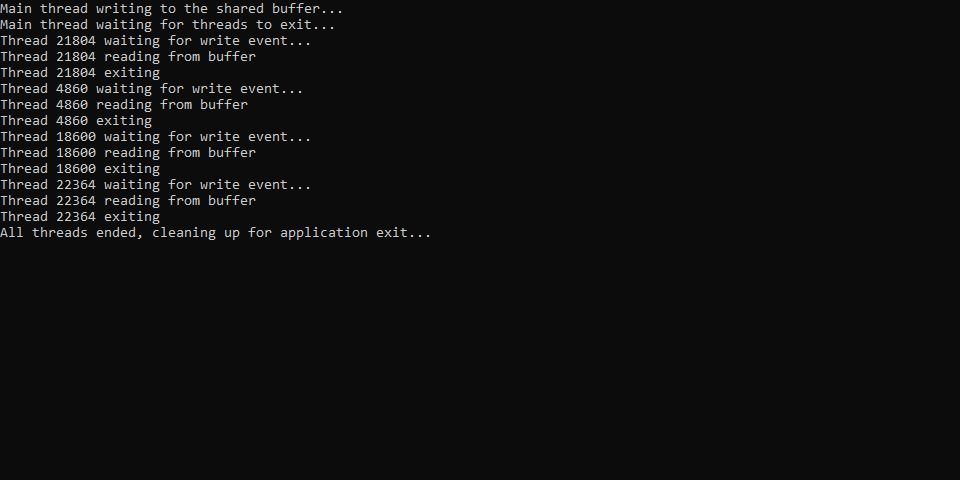 Main thread writing to the shared buffer...
Main thread waiting for threads to exit...
Thread 21804 waiting for write event...
Thread 21804 reading from buffer
Thread 21804 exiting
Thread 4860 waiting for write event...
Thread 4860 reading from buffer
Thread 4860 exiting
Thread 18600 waiting for write event...
Thread 18600 reading from buffer
Thread 18600 exiting
Thread 22364 waiting for write event...
Thread 22364 reading from buffer
Thread 22364 exiting
All threads ended, cleaning up for application exit...